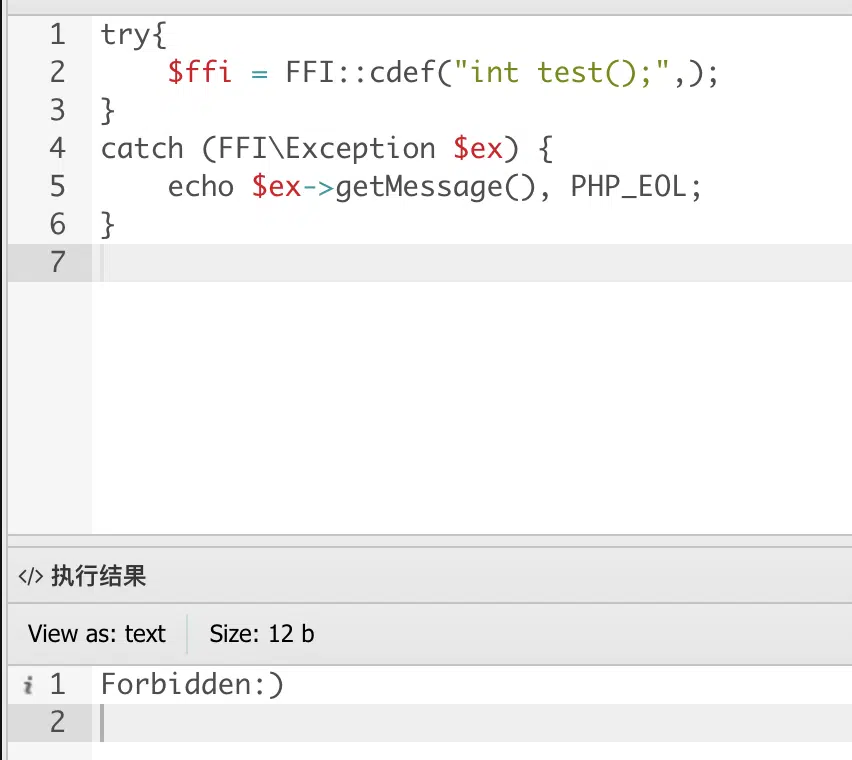 1 try{
2 $ffi = FFI::cdef("int test();",);
3 }
4 catch (FFI\Exception $ex) {
5 echo $ex->getMessage(), PHP_EOL;
6 }
7
</> 执行结果
View as: text Size: 12 b
i 1 Forbidden:)
2